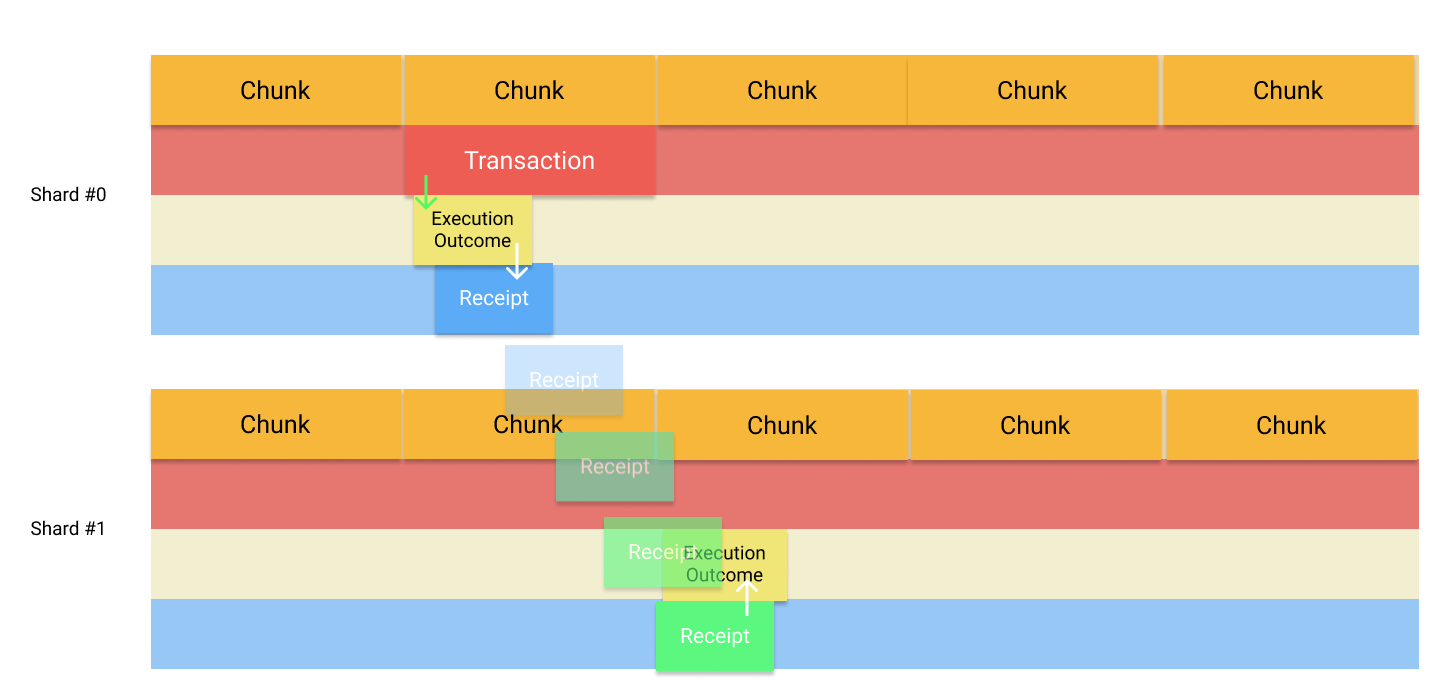 Chunk Chunk Chunk Chunk Chunk
Transaction
Shard #0
Execution
Outcome
Receipt
Receipt
Chunk Chunk Chunk Chunk Chunk
Receipt
Shard #1
Receipt
Execution
Outcome
Receipt